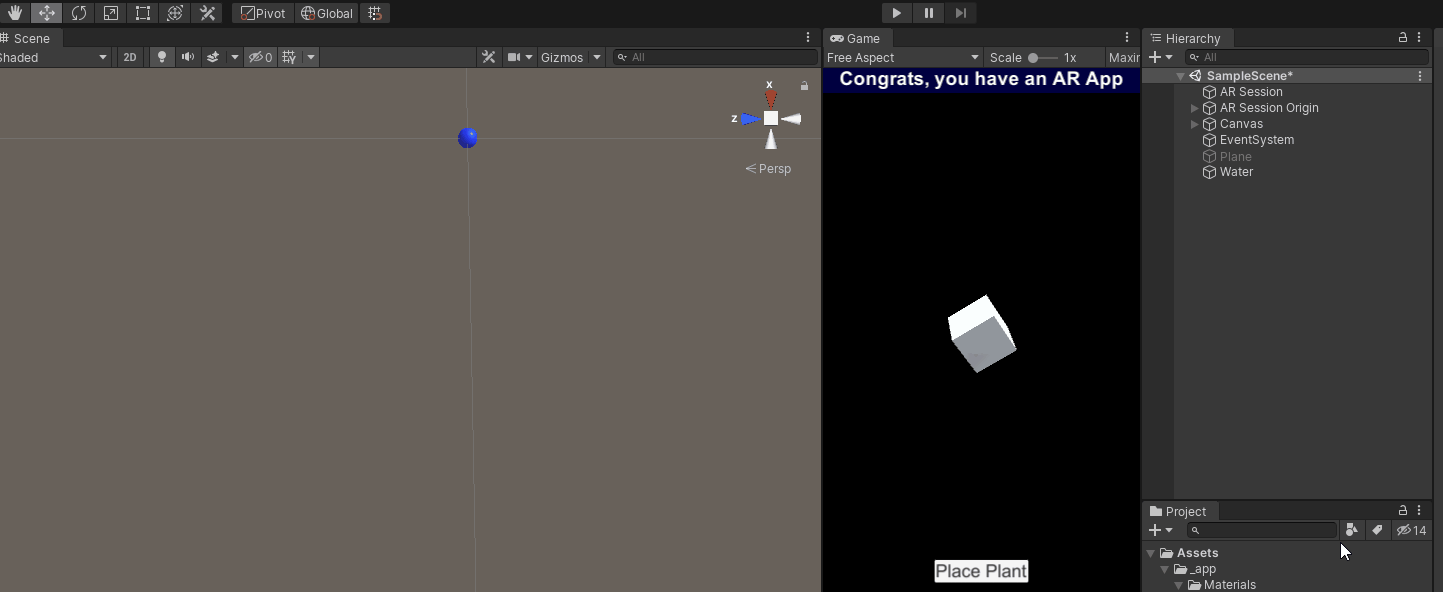 Pivot Global
Scene
Shaded 2D 0 Gizmos All
x
z
Persp
Game
Free Aspect Scale 1x Maxir
Congrats, you have an AR App
Place Plant
Hierarchy
All
SampleScene*
AR Session
AR Session Origin
Canvas
EventSystem
Plane
Water
Project
14
Assets
_app
Materials